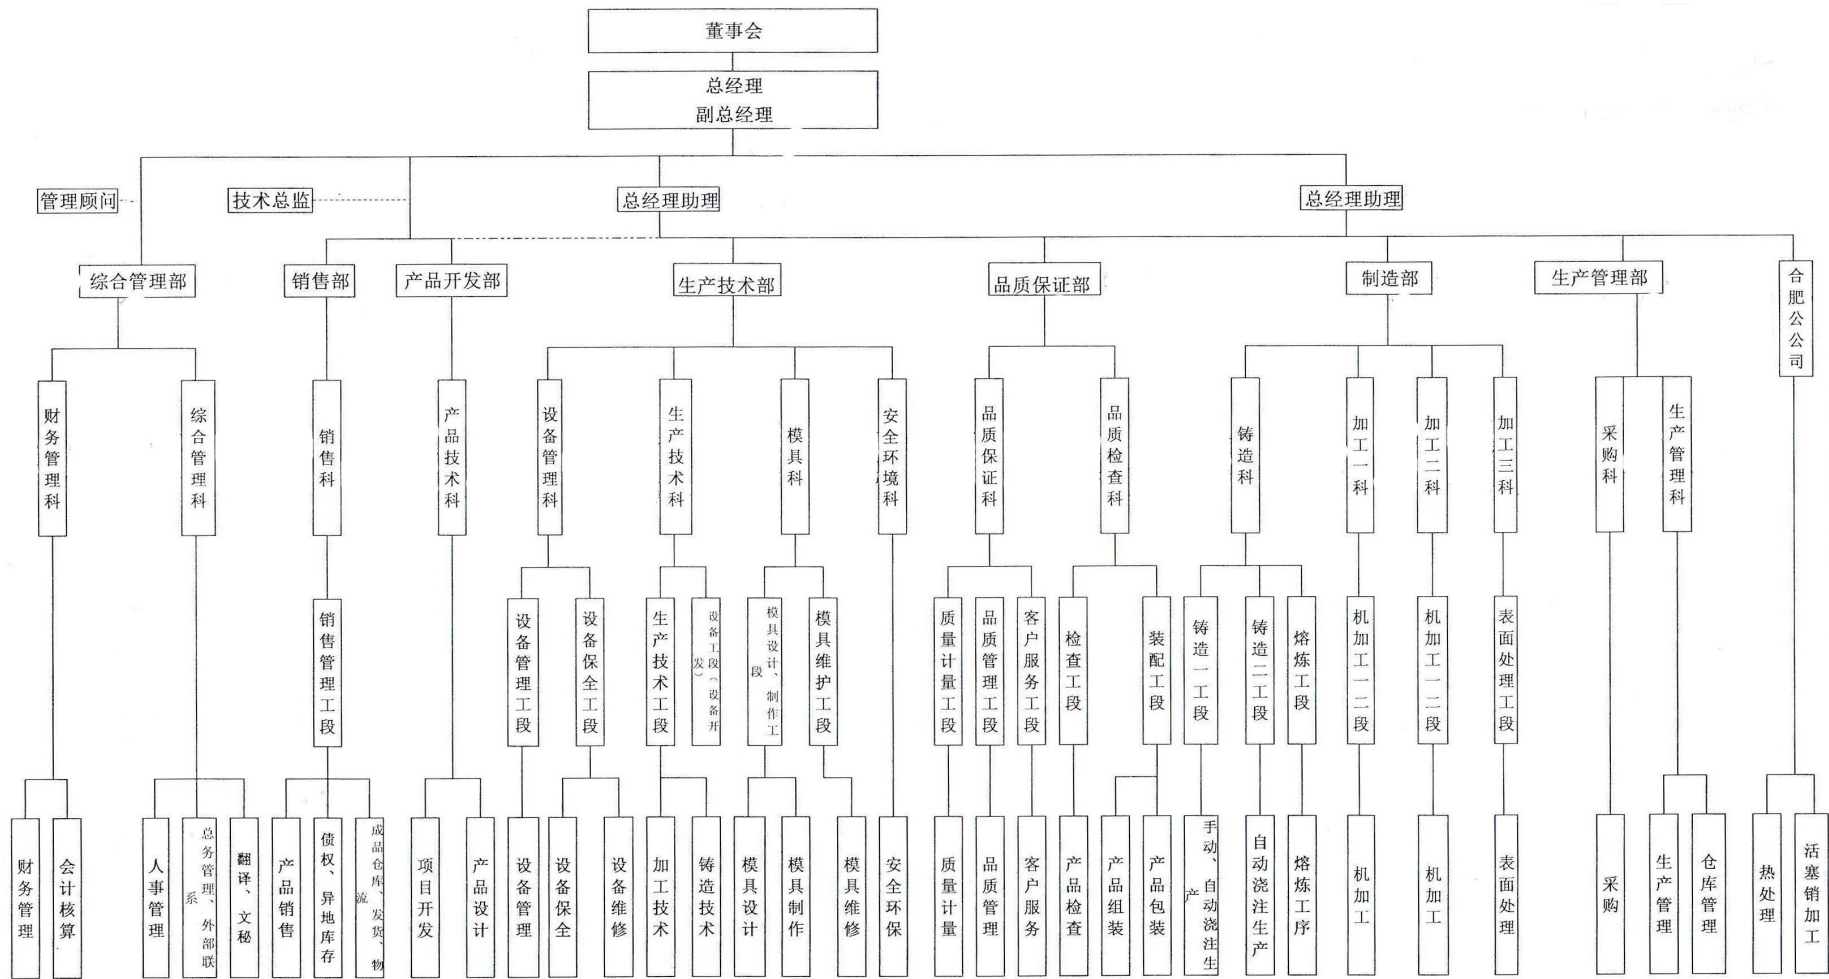 董事会
总经理
副总经理
管理顾问
技术总监
总经理助理
总经理助理
综合管理部
销售部
产品开发部
生产技术部
品质保证部
制造部
生产管理部
合肥公公司
财务管理科
综合管理科
销售科
产品技术科
设备管理科
生产技术科
模具科
安全环境科
品质保证科
品质检查科
铸造科
加工一科
加工二科
加工三科
采购科
生产管理科
销售管理工段
设备管理工段
设备保全工段
生产技术工段
设备工段（设备开
发）
模具设计、制作工
段
模具维护工段
质量计量工段
品质管理工段
客户服务工段
检查工段
装配工段
铸造一工段
铸造二工段
熔炼工段
机加工一二段
机加工一二段
表面处理工段
财务管理
会计核算
人事管理
总务管理、外部联
系
翻译、文秘
产品销售
债权、异地库存
成品仓库、发货、物
流
项目开发
产品设计
设备管理
设备保全
设备维修
加工技术
铸造技术
模具设计
模具制作
模具维修
安全环保
质量计量
品质管理
客户服务
产品检查
产品组装
产品包装
手动、自动浇注生
产
自动浇注生产
熔炼工序
机加工
机加工
表面处理
采购
生产管理
仓库管理
热处理
活塞销加工